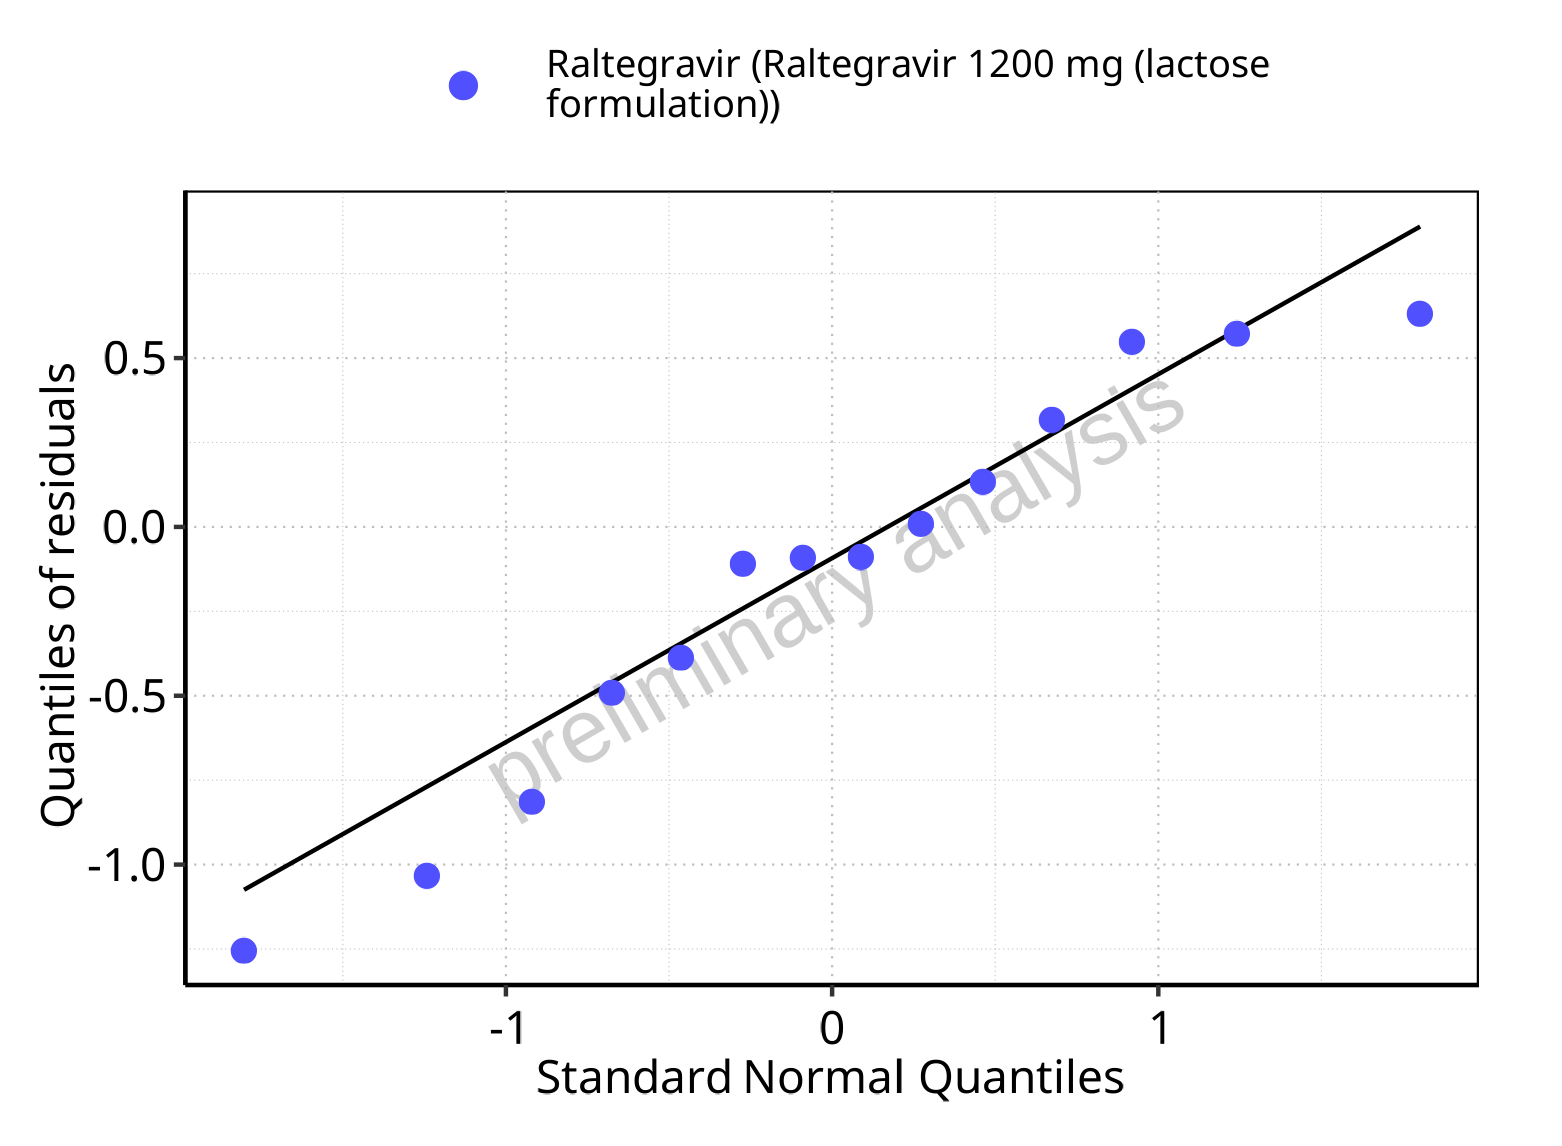 Raltegravir (Raltegravir 1200 mg (lactose
formulation))
0.5
0.0
-0.5
-1.0
Quantiles of residuals
preliminary analysis
-1
0
1
Standard Normal Quantiles